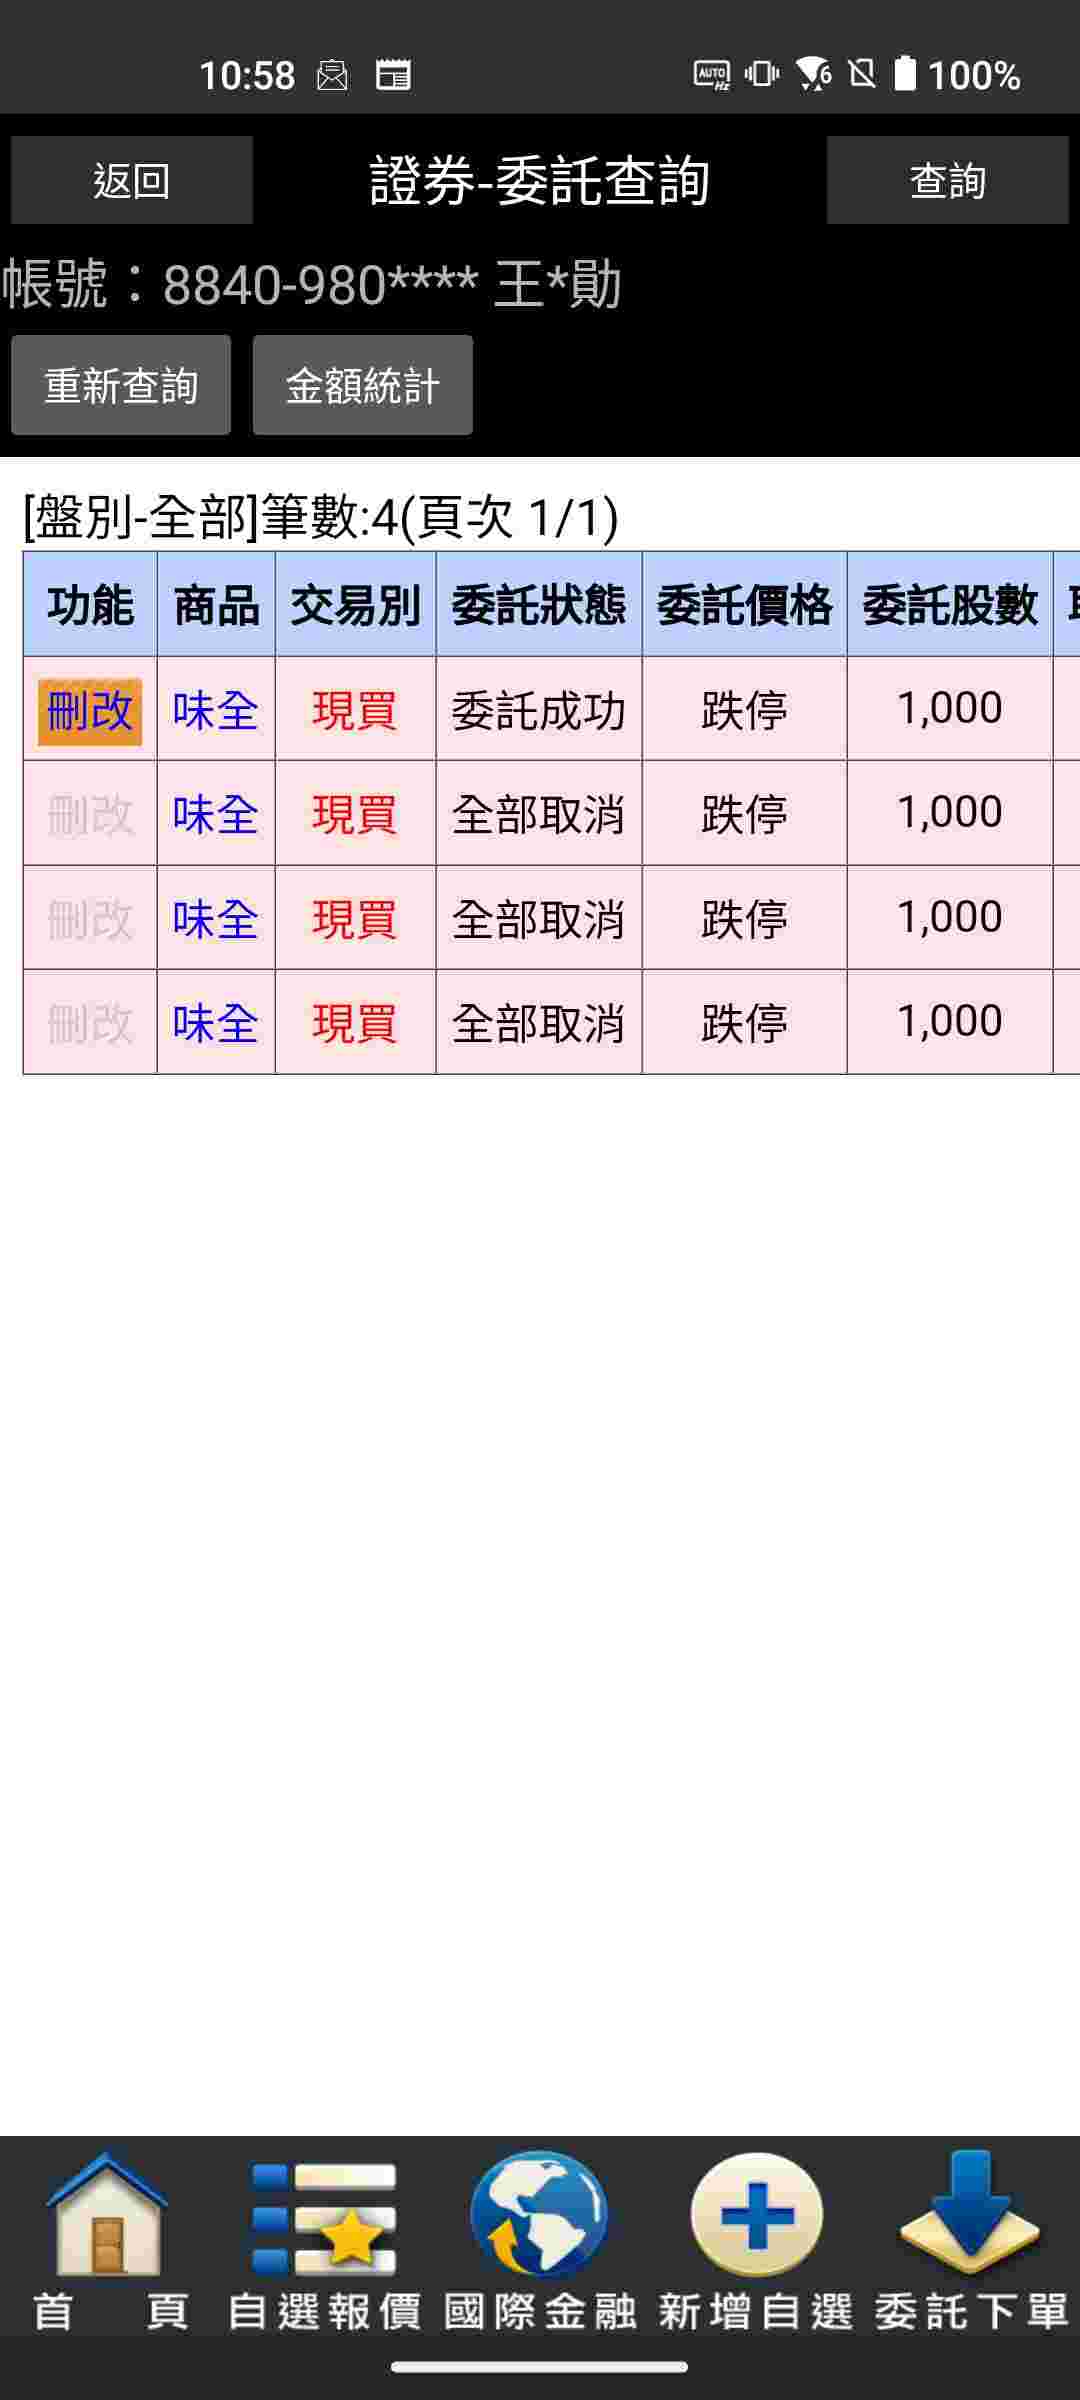 10:58 AUTO Hz 6 100%
返回 證券-委託查詢 查詢
帳號：8840-980**** 王*勛
重新查詢 金額統計
[盤別-全部]筆數:4(頁次 1/1)
功能 商品 交易別 委託狀態 委託價格 委託股數
刪改 味全 現買 委託成功 跌停 1,000
刪改 味全 現買 全部取消 跌停 1,000
刪改 味全 現買 全部取消 跌停 1,000
刪改 味全 現買 全部取消 跌停 1,000
首頁 自選報價 國際金融 新增自選 委託下單